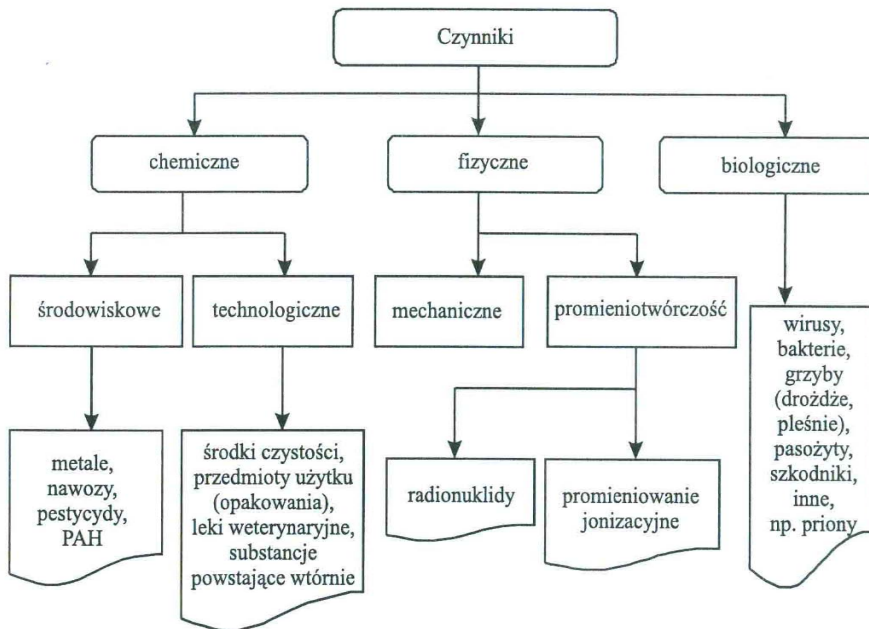 Czynniki
chemiczne
fizyczne
biologiczne
środowiskowe
technologiczne
mechaniczne
promieniotwórczość
metale,
nawozy,
pestycydy,
PAH
środki czystości,
przedmioty użytku
(opakowania),
leki weterynaryjne,
substancje
powstające wtórnie
radionuklidy
promieniowanie
jonizacyjne
wirusy,
bakterie,
grzyby
(drożdże,
pleśnie),
pasożyty,
szkodniki,
inne,
np. priony